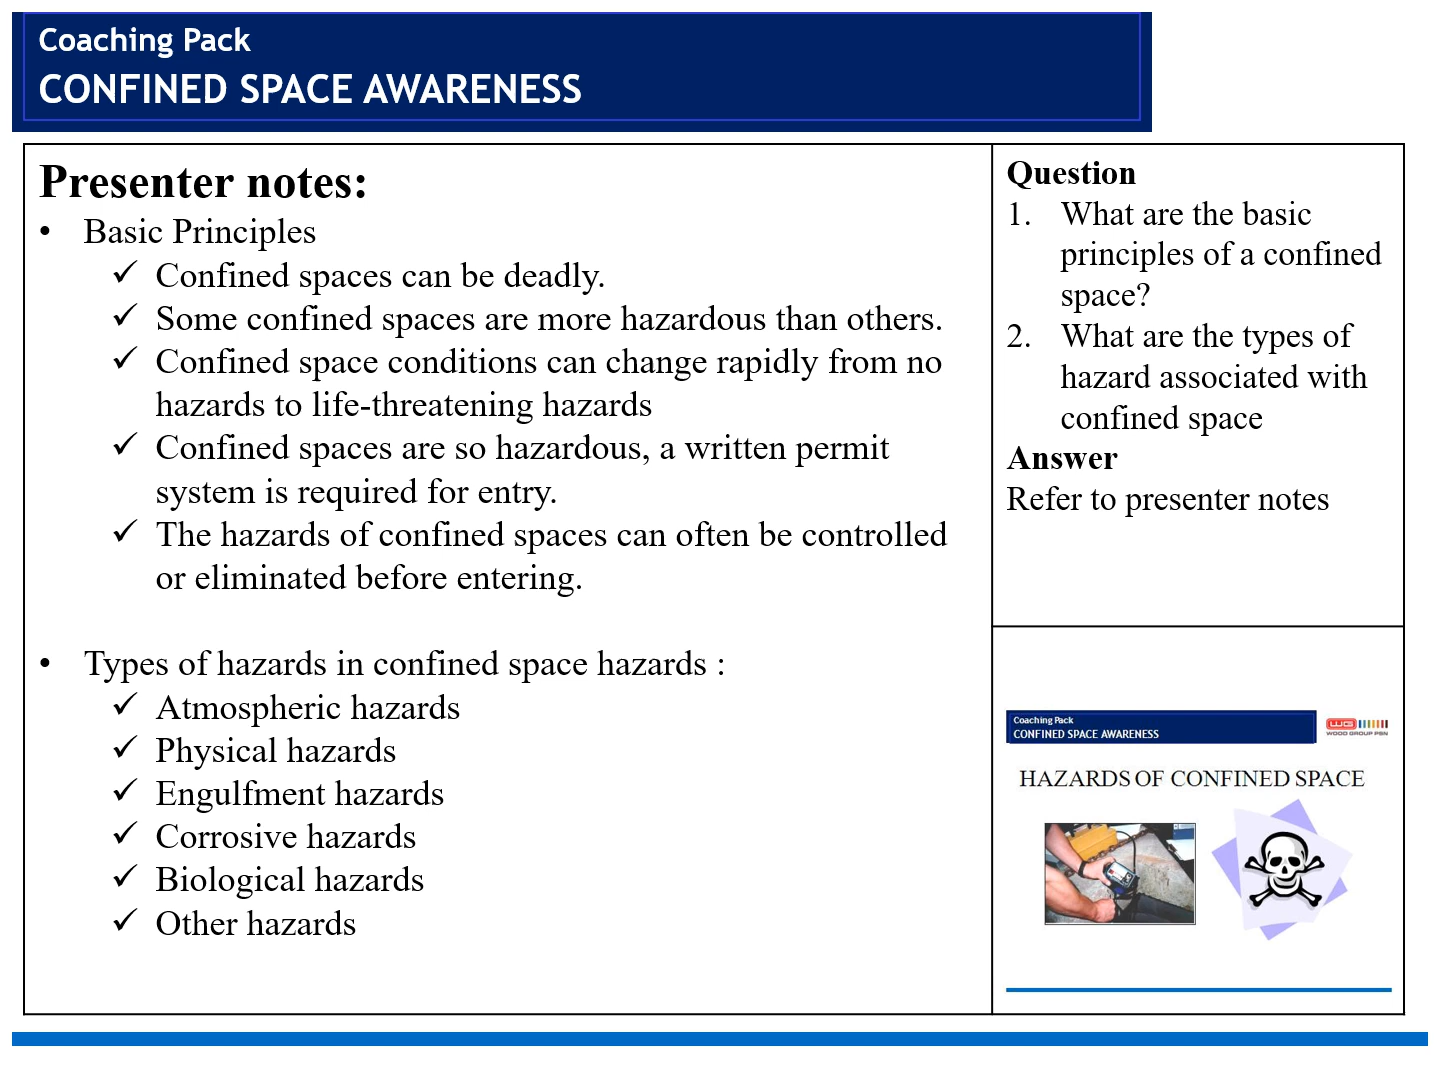 Coaching Pack
CONFINED SPACE AWARENESS
Presenter notes:
• Basic Principles
✓ Confined spaces can be deadly.
✓ Some confined spaces are more hazardous than others.
✓ Confined space conditions can change rapidly from no
hazards to life-threatening hazards
✓ Confined spaces are so hazardous, a written permit
system is required for entry.
✓ The hazards of confined spaces can often be controlled
or eliminated before entering.
• Types of hazards in confined space hazards :
✓ Atmospheric hazards
✓ Physical hazards
✓ Engulfment hazards
✓ Corrosive hazards
✓ Biological hazards
✓ Other hazards
Question
1. What are the basic
principles of a confined
space?
2. What are the types of
hazard associated with
confined space
Answer
Refer to presenter notes
Coaching Pack
CONFINED SPACE AWARENESS
WG
WOOD GROUP PSN
HAZARDS OF CONFINED SPACE